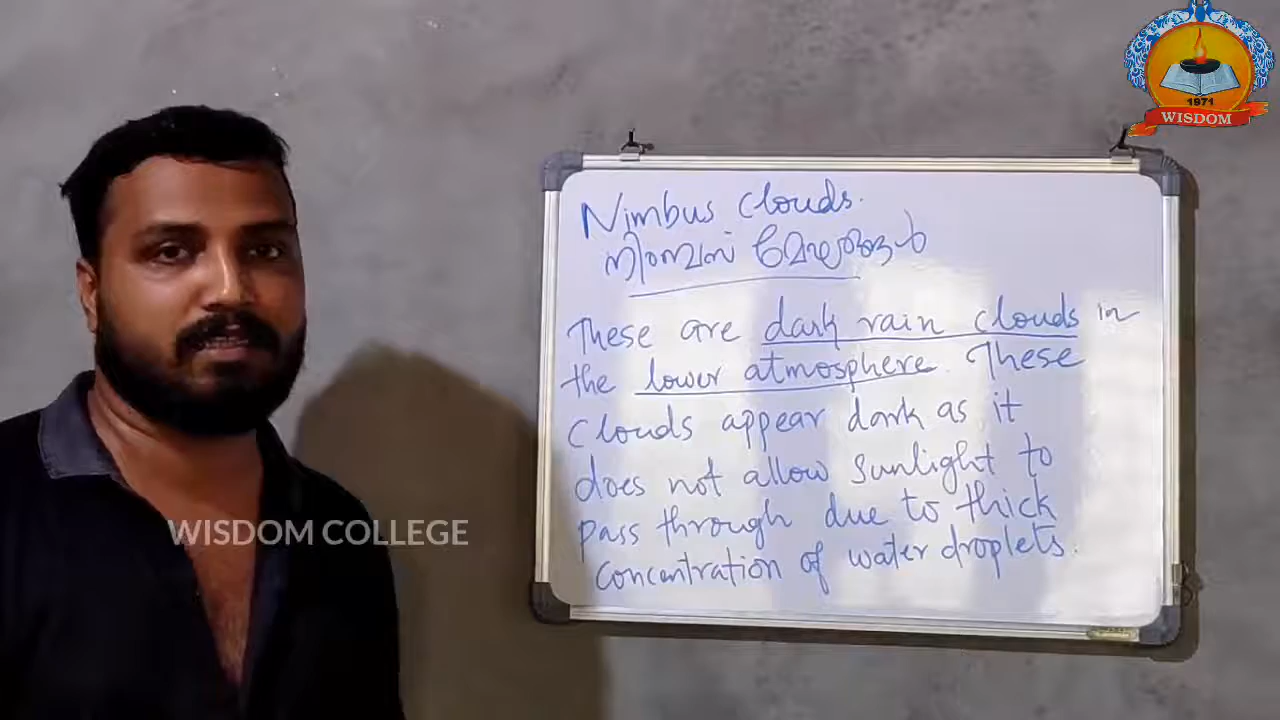 1971
WISDOM
Nimbus Clouds.
നിംബസ് മേഘങ്ങൾ
These are dark rain clouds in
the lower atmosphere. These
Clouds appear dark as it
does not allow sunlight to
pass through due to thick
concentration of water droplets.
WISDOM COLLEGE